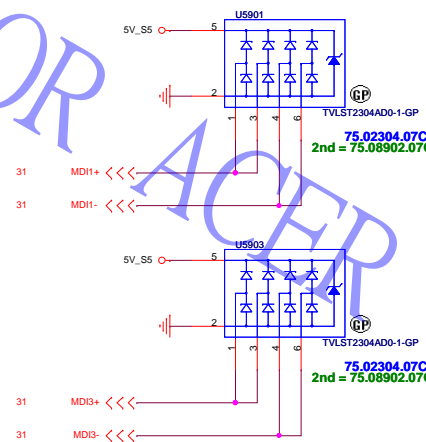 U5901
5V_S5
5
2
GP
TVLST2304AD0-1-GP
1
3
4
6
75.02304.07C
2nd = 75.08902.070
31 MDI1+
31 MDI1-
OR ACER
U5903
5V_S5
5
2
GP
TVLST2304AD0-1-GP
1
3
4
6
75.02304.07C
2nd = 75.08902.070
31 MDI3+
31 MDI3-